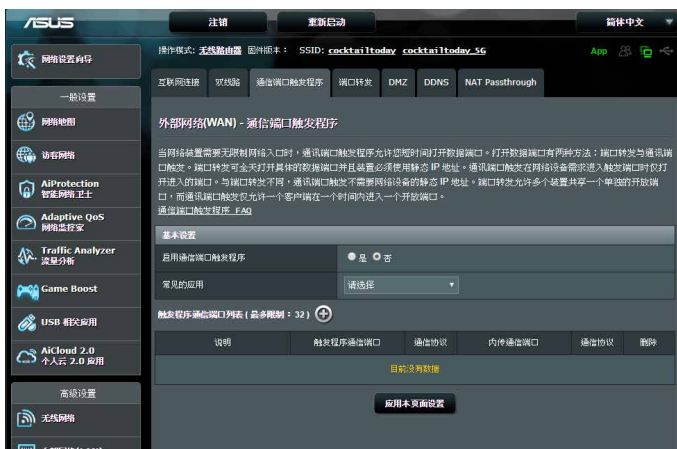 ASUS
注销
重新启动
简体中文
操作模式: 无线路由器 固件版本: SSID: cocktailtoday cocktailtoday_5G
App
网络设置向导
一般设置
网络地图
访客网络
AiProtection
智能网络卫士
Adaptive QoS
网络监控家
Traffic Analyzer
流量分析
Game Boost
USB 相关应用
AiCloud 2.0
个人云 2.0 应用
高级设置
无线网络
互联网连接 双线路 通信端口触发程序 端口转发 DMZ DDNS NAT Passthrough
外部网络(WAN) - 通信端口触发程序
当网络装置需要无限制网络入口时，通讯端口触发程序允许您短时间打开数据端口。打开数据端口有两种方法：端口转发与通讯端
口触发。端口转发可全天打开具体的数据端口并且装置必须使用静态 IP 地址。通讯端口触发在网络设备需求进入触发端口时仅打
开进入的端口。与端口转发不同，通讯端口触发不需要网络设备的静态 IP 地址。端口转发允许多个装置共享一个单独的开放端
口，而通讯端口触发仅允许一个客户端在一个时间内进入一个开放端口。
通信端口触发程序 FAQ
基本设置
启用通信端口触发程序 是 否
常见的应用 请选择
触发程序通信端口列表 ( 最多限制 : 32 )
说明 触发程序通信端口 通信协议 内传通信端口 通信协议 删除
目前没有数据
应用本页面设置